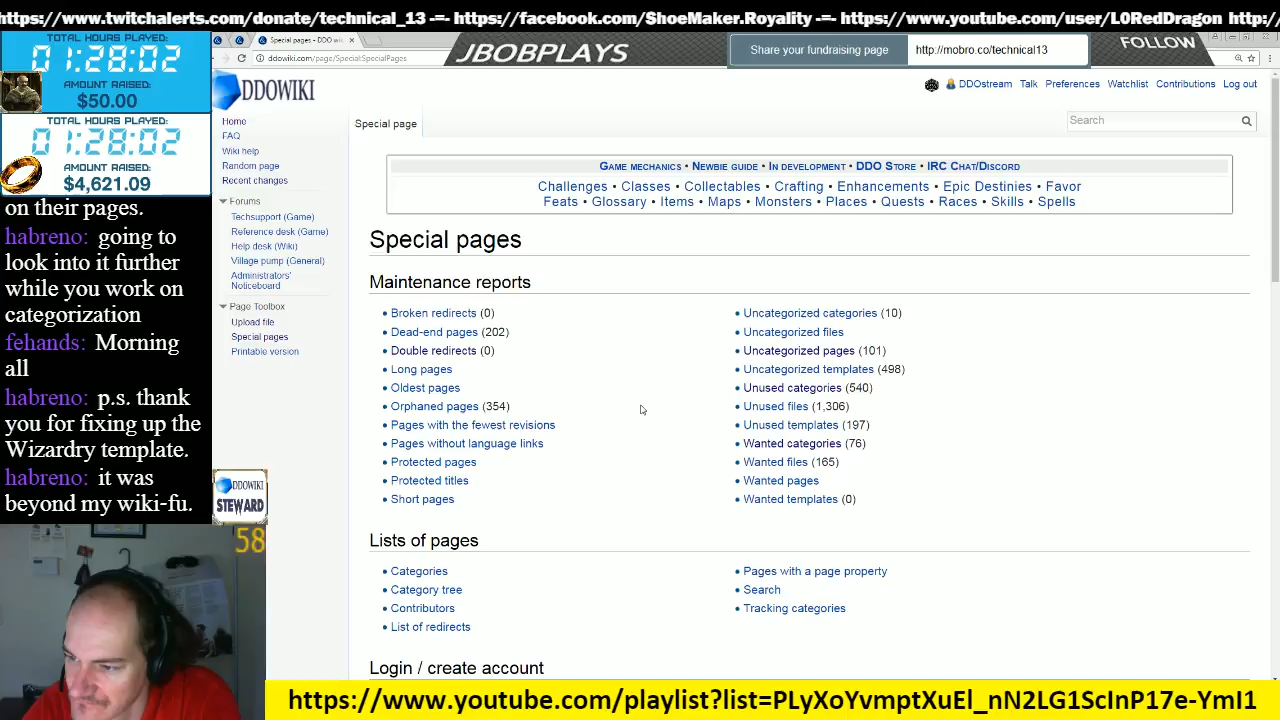 https://www.twitchalerts.com/donate/technical_13 -=- https://facebook.com/ShoeMaker.Royality -=- https://www.youtube.com/user/L0RedDragon http:/
TOTAL HOURS PLAYED:
01:28:02
AMOUNT RAISED:
$50.00
TOTAL HOURS PLAYED:
01:28:02
AMOUNT RAISED:
$4,621.09
on their pages.
habreno: going to
look into it further
while you work on
categorization
fehands: Morning
all
habreno: p.s. thank
you for fixing up the
Wizardry template.
habreno: it was
beyond my wiki-fu.
58
Special pages - DDO wi
ddowiki.com/page/Special:SpecialPages
JBOBPLAYS
Share your fundraising page
http://mobro.co/technical13
FOLLOW
DDOWIKI
DDOstream Talk Preferences Watchlist Contributions Log out
Home
FAQ
Wiki help
Random page
Recent changes
Forums
Techsupport (Game)
Reference desk (Game)
Help desk (Wiki)
Village pump (General)
Administrators'
Noticeboard
Page Toolbox
Upload file
Special pages
Printable version
DDOWIKI
STEWARD
Special page
Search
Game mechanics • Newbie guide • In development • DDO Store • IRC Chat/Discord
Challenges • Classes • Collectables • Crafting • Enhancements • Epic Destinies • Favor
Feats • Glossary • Items • Maps • Monsters • Places • Quests • Races • Skills • Spells
Special pages
Maintenance reports
Broken redirects (0)
Dead-end pages (202)
Double redirects (0)
Long pages
Oldest pages
Orphaned pages (354)
Pages with the fewest revisions
Pages without language links
Protected pages
Protected titles
Short pages
Uncategorized categories (10)
Uncategorized files
Uncategorized pages (101)
Uncategorized templates (498)
Unused categories (540)
Unused files (1,306)
Unused templates (197)
Wanted categories (76)
Wanted files (165)
Wanted pages
Wanted templates (0)
Lists of pages
Categories
Category tree
Contributors
List of redirects
Pages with a page property
Search
Tracking categories
Login / create account
https://www.youtube.com/playlist?list=PLyXoYvmptXuEl_nN2LG1ScInP17e-YmI1